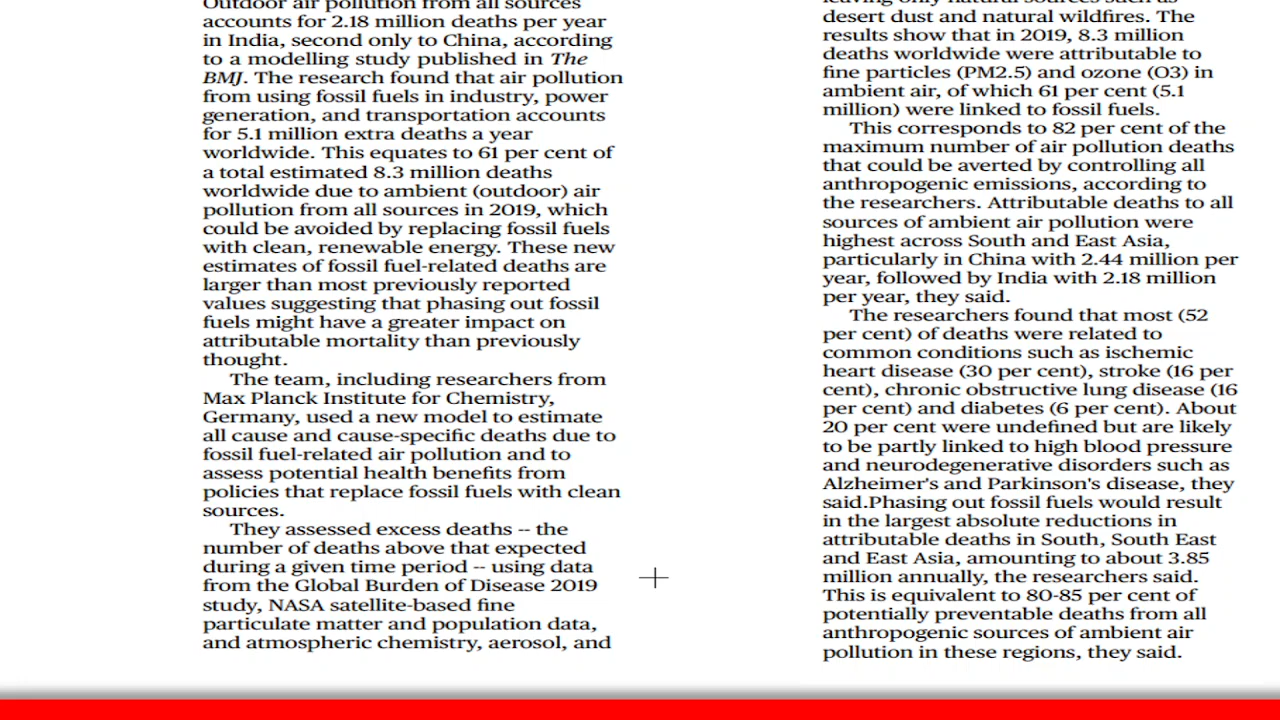 Outdoor air pollution from all sources
accounts for 2.18 million deaths per year
in India, second only to China, according
to a modelling study published in The
BMJ. The research found that air pollution
from using fossil fuels in industry, power
generation, and transportation accounts
for 5.1 million extra deaths a year
worldwide. This equates to 61 per cent of
a total estimated 8.3 million deaths
worldwide due to ambient (outdoor) air
pollution from all sources in 2019, which
could be avoided by replacing fossil fuels
with clean, renewable energy. These new
estimates of fossil fuel-related deaths are
larger than most previously reported
values suggesting that phasing out fossil
fuels might have a greater impact on
attributable mortality than previously
thought.
The team, including researchers from
Max Planck Institute for Chemistry,
Germany, used a new model to estimate
all cause and cause-specific deaths due to
fossil fuel-related air pollution and to
assess potential health benefits from
policies that replace fossil fuels with clean
sources.
They assessed excess deaths -- the
number of deaths above that expected
during a given time period -- using data
from the Global Burden of Disease 2019
study, NASA satellite-based fine
particulate matter and population data,
and atmospheric chemistry, aerosol, and
leaving only natural sources such as
desert dust and natural wildfires. The
results show that in 2019, 8.3 million
deaths worldwide were attributable to
fine particles (PM2.5) and ozone (O3) in
ambient air, of which 61 per cent (5.1
million) were linked to fossil fuels.
This corresponds to 82 per cent of the
maximum number of air pollution deaths
that could be averted by controlling all
anthropogenic emissions, according to
the researchers. Attributable deaths to all
sources of ambient air pollution were
highest across South and East Asia,
particularly in China with 2.44 million per
year, followed by India with 2.18 million
per year, they said.
The researchers found that most (52
per cent) of deaths were related to
common conditions such as ischemic
heart disease (30 per cent), stroke (16 per
cent), chronic obstructive lung disease (16
per cent) and diabetes (6 per cent). About
20 per cent were undefined but are likely
to be partly linked to high blood pressure
and neurodegenerative disorders such as
Alzheimer's and Parkinson's disease, they
said.Phasing out fossil fuels would result
in the largest absolute reductions in
attributable deaths in South, South East
and East Asia, amounting to about 3.85
million annually, the researchers said.
This is equivalent to 80-85 per cent of
potentially preventable deaths from all
anthropogenic sources of ambient air
pollution in these regions, they said.